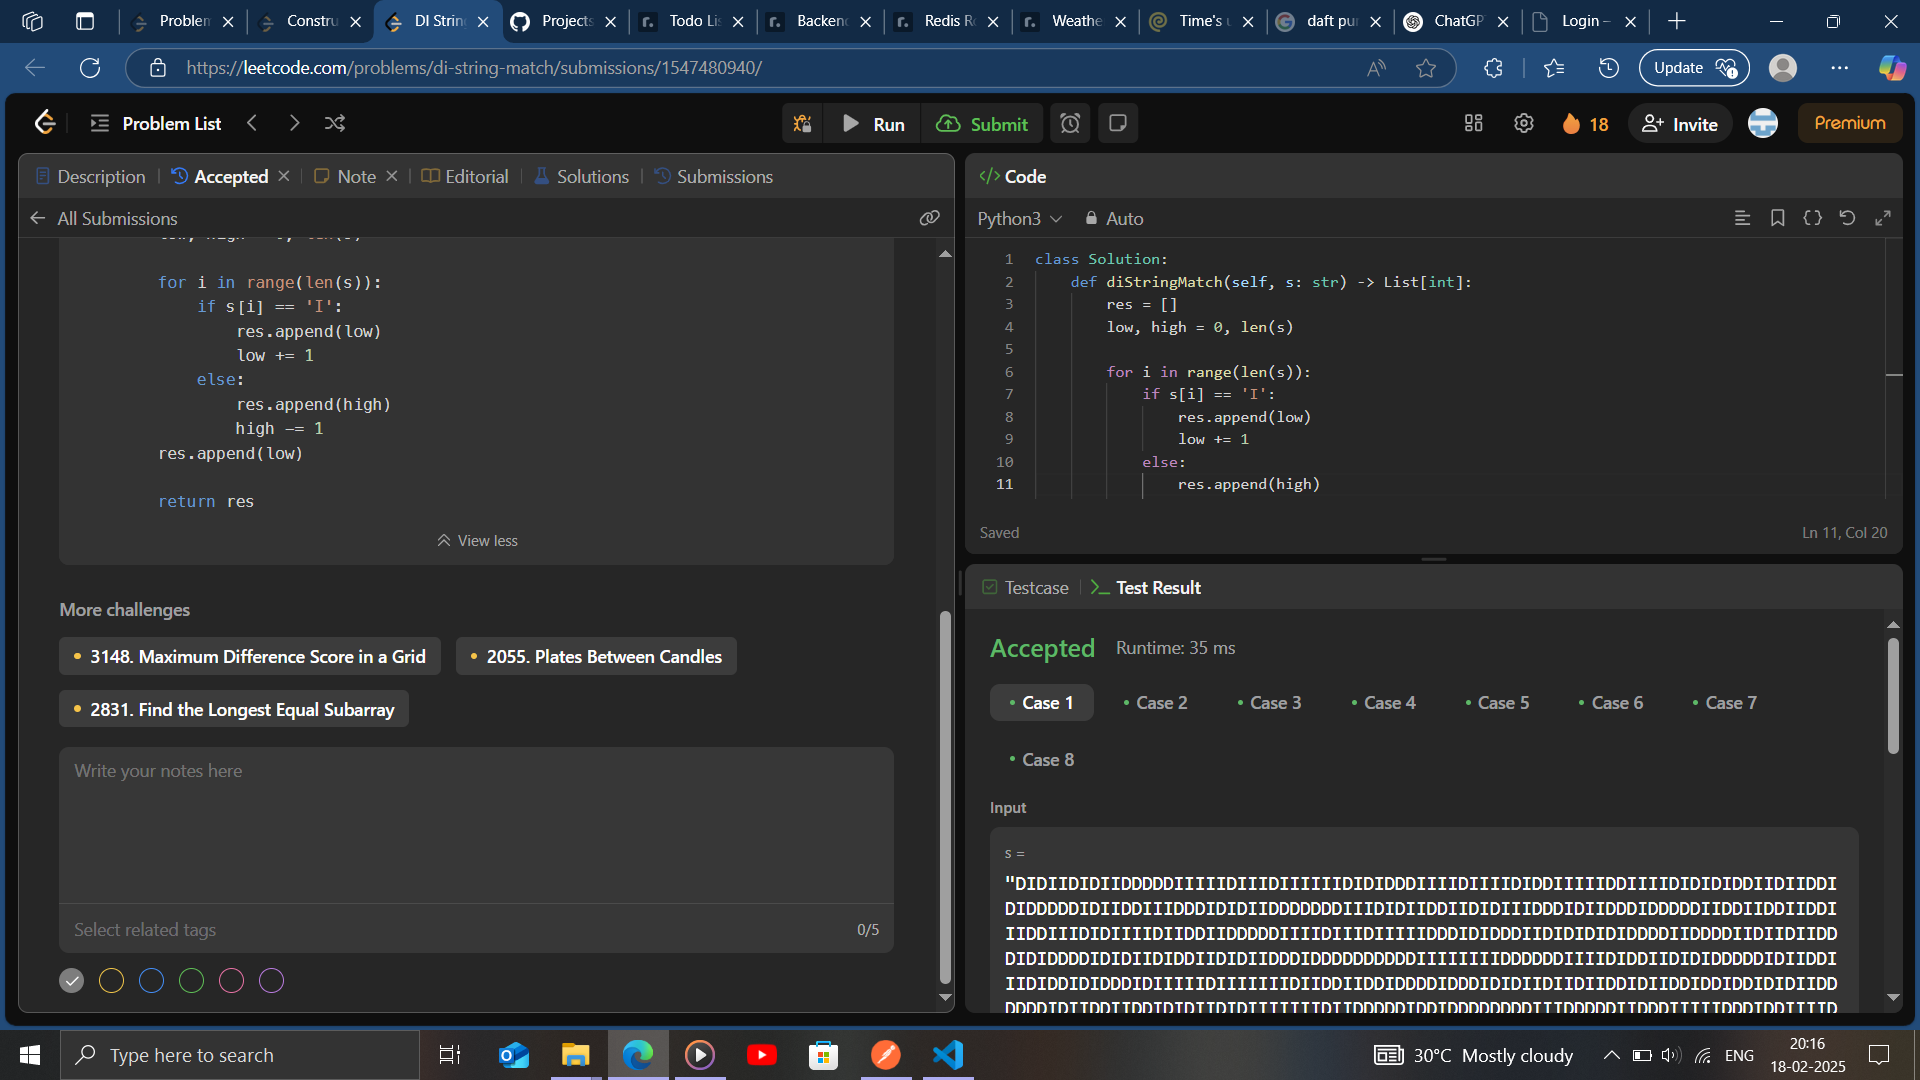 Problem
Constru
DI String
Projects
Todo Lis
Backend
Redis Re
Weathe
Time's u
daft pun
ChatGP
Login –
https://leetcode.com/problems/di-string-match/submissions/1547480940/
Update
Problem List
Run
Submit
18
Invite
Premium
Description
Accepted
Note
Editorial
Solutions
Submissions
All Submissions
for i in range(len(s)):
if s[i] == 'I':
res.append(low)
low += 1
else:
res.append(high)
high -= 1
res.append(low)
return res
View less
More challenges
3148. Maximum Difference Score in a Grid
2055. Plates Between Candles
2831. Find the Longest Equal Subarray
Write your notes here
Select related tags
0/5
</> Code
Python3
Auto
1 class Solution:
2 def diStringMatch(self, s: str) -> List[int]:
3 res = []
4 low, high = 0, len(s)
5
6 for i in range(len(s)):
7 if s[i] == 'I':
8 res.append(low)
9 low += 1
10 else:
11 res.append(high)
Saved
Ln 11, Col 20
Testcase
Test Result
Accepted
Runtime: 35 ms
Case 1
Case 2
Case 3
Case 4
Case 5
Case 6
Case 7
Case 8
Input
s =
Type here to search
30°C Mostly cloudy
ENG
20:16
18-02-2025